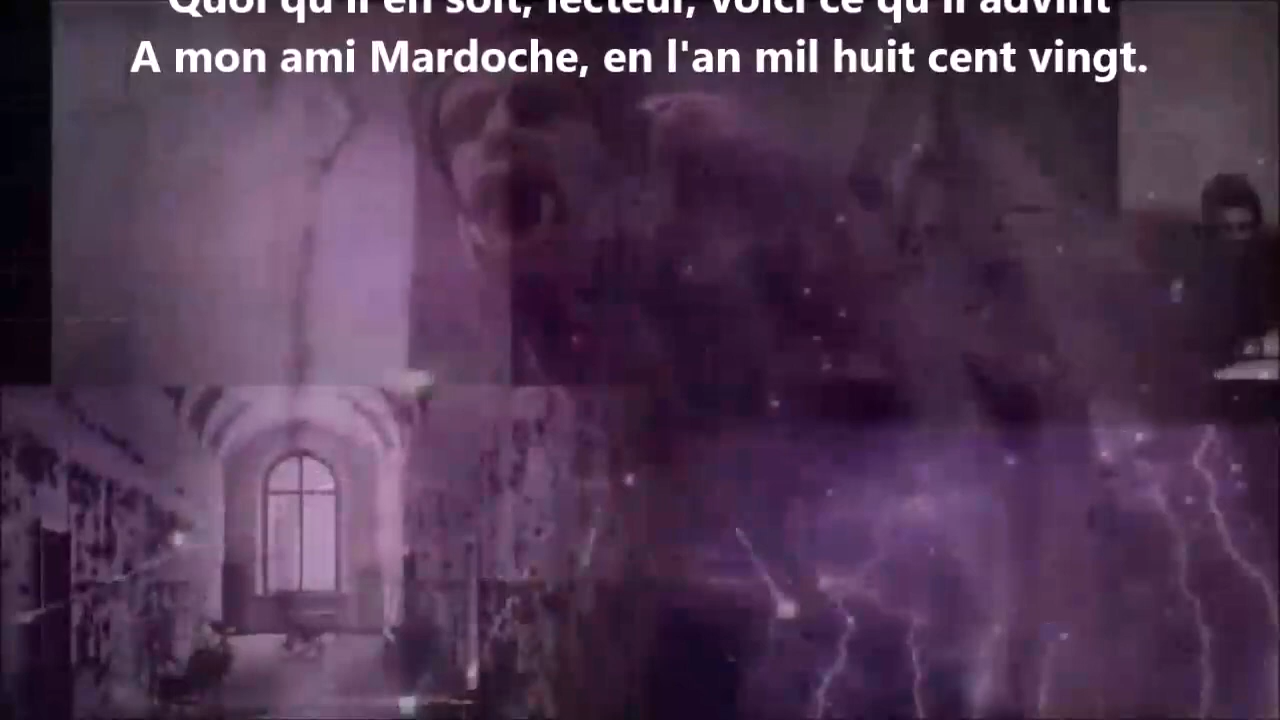 Quoi qu'il en soit, lecteur, voici ce qu'il advint
A mon ami Mardoche, en l'an mil huit cent vingt.